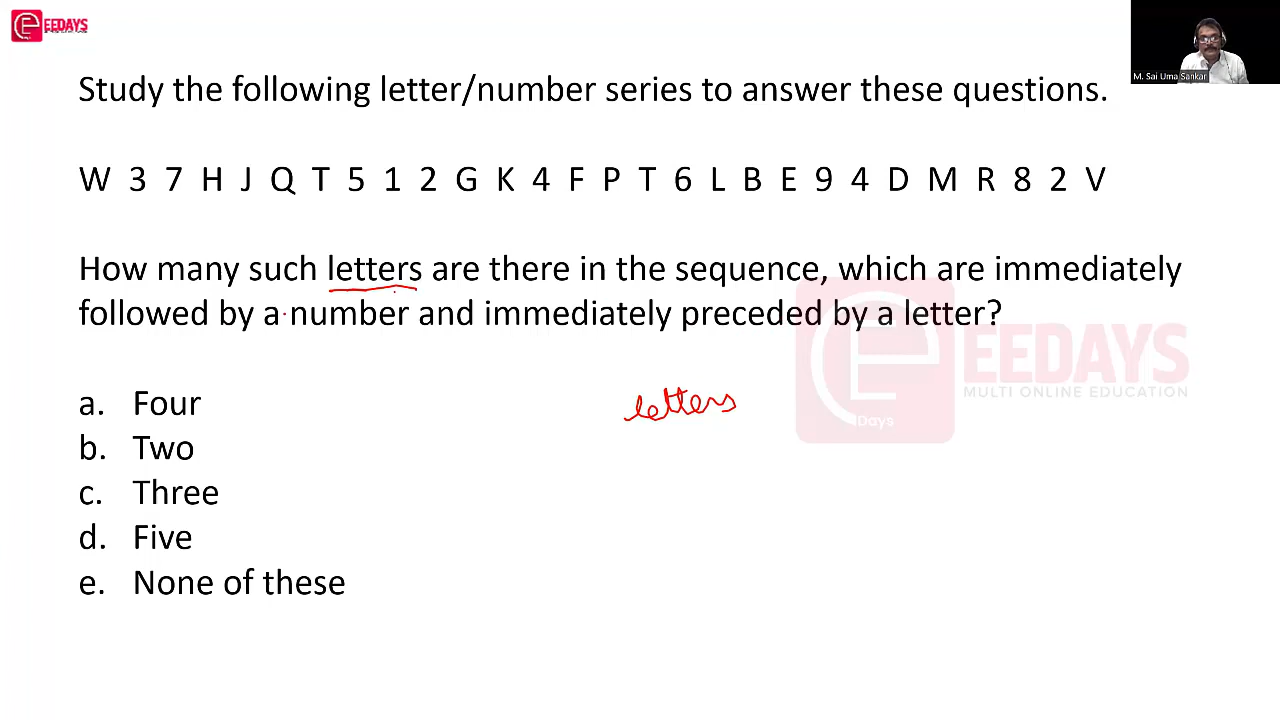 EEDAYS
M. Sai Uma Sankar
Study the following letter/number series to answer these questions.
W 3 7 H J Q T 5 1 2 G K 4 F P T 6 L B E 9 4 D M R 8 2 V
How many such letters are there in the sequence, which are immediately
followed by a number and immediately preceded by a letter?
EEDAYS
MULTI ONLINE EDUCATION
Days
a. Four
letters
b. Two
c. Three
d. Five
e. None of these